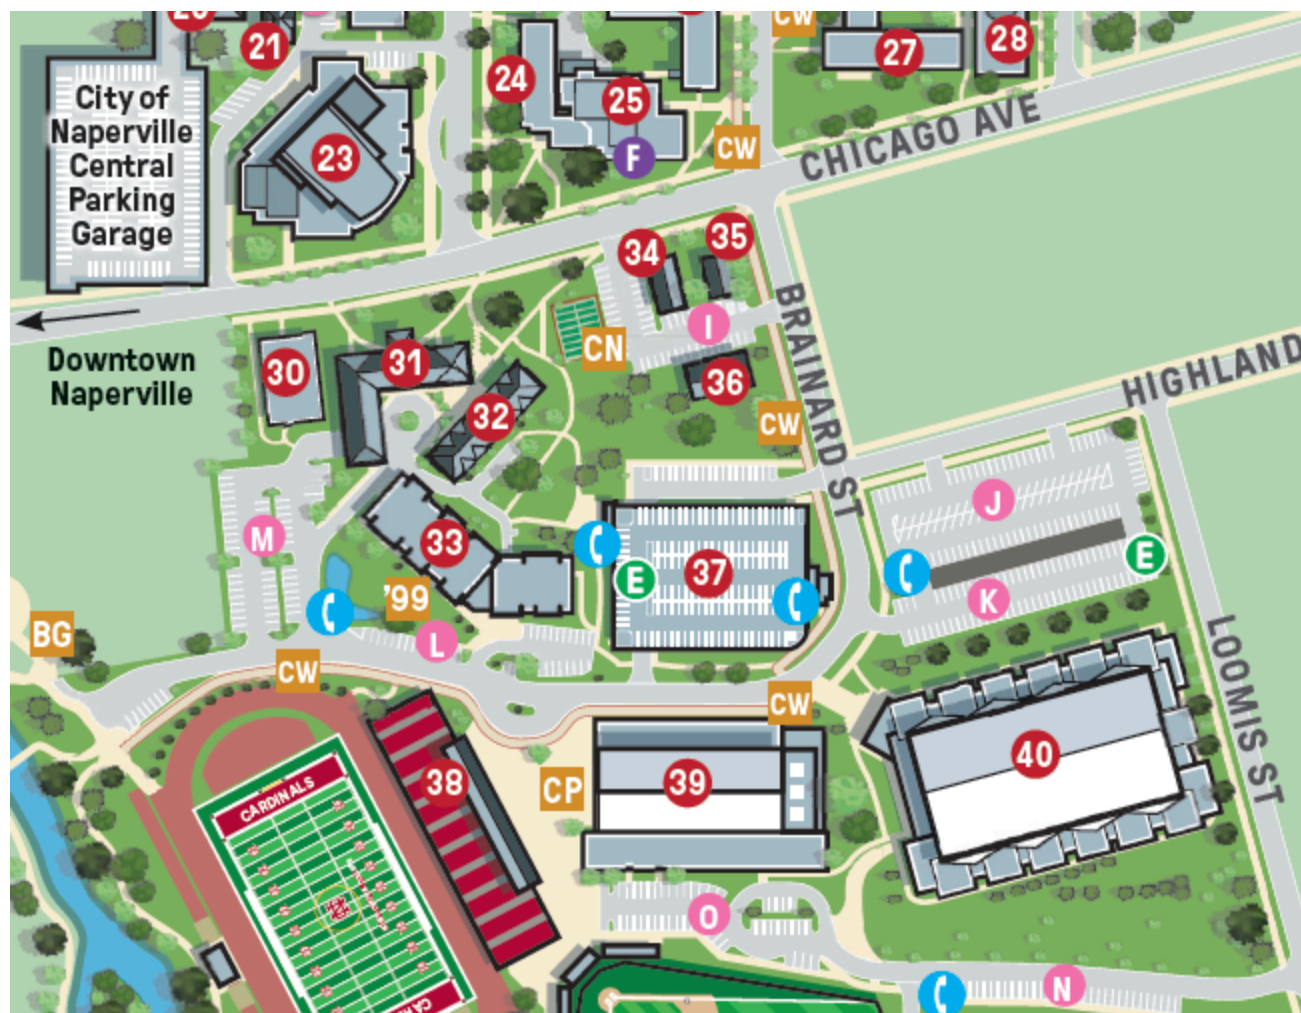 20
21
CW
27
28
City of
Naperville
Central
Parking
Garage
23
24
25
F
CW
CHICAGO AVE
34
35
I
CN
36
CW
BRAINARD ST
HIGHLAND
Downtown
Naperville
30
31
32
M
33
'99
L
E
37
J
K
E
LOOMIS ST
BG
CW
CW
CARDINALS
38
CP
39
40
O
N